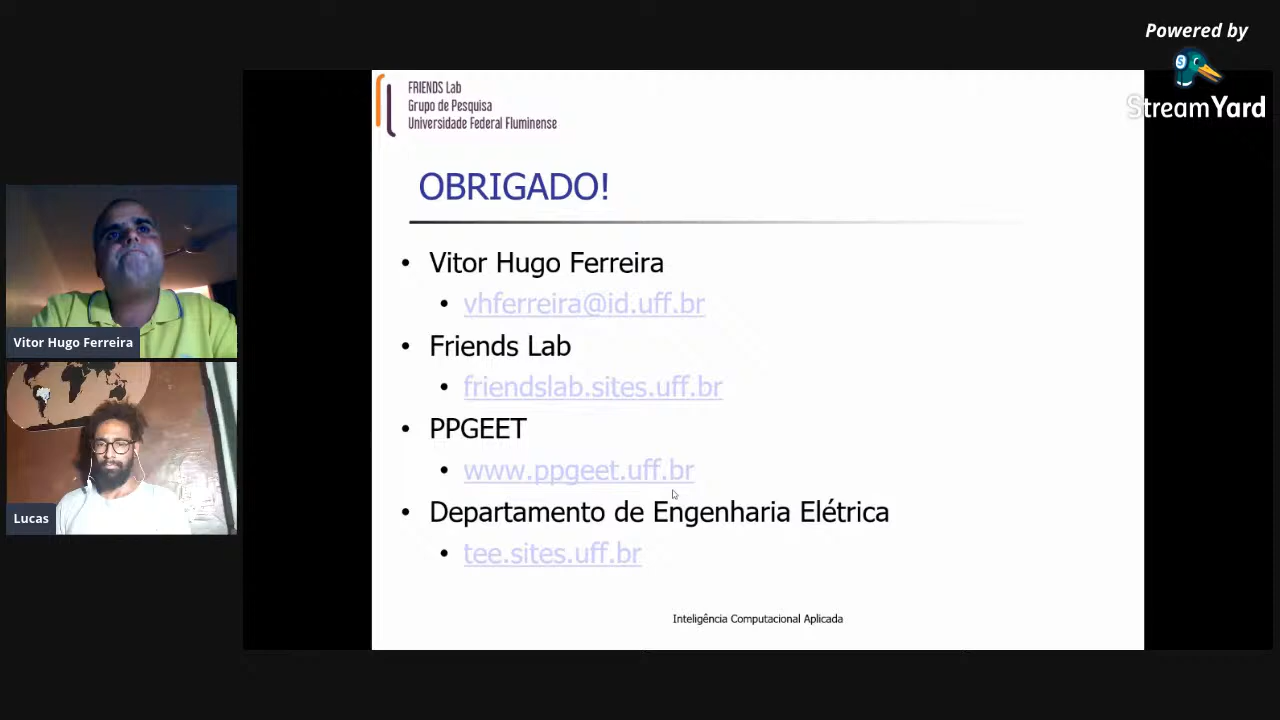 Powered by
StreamYard
FRIENDS Lab
Grupo de Pesquisa
Universidade Federal Fluminense
OBRIGADO!
• Vitor Hugo Ferreira
• vhferreira@id.uff.br
• Friends Lab
• friendslab.sites.uff.br
• PPGEET
• www.ppgeet.uff.br
• Departamento de Engenharia Elétrica
• tee.sites.uff.br
Inteligência Computacional Aplicada
Vitor Hugo Ferreira
Lucas